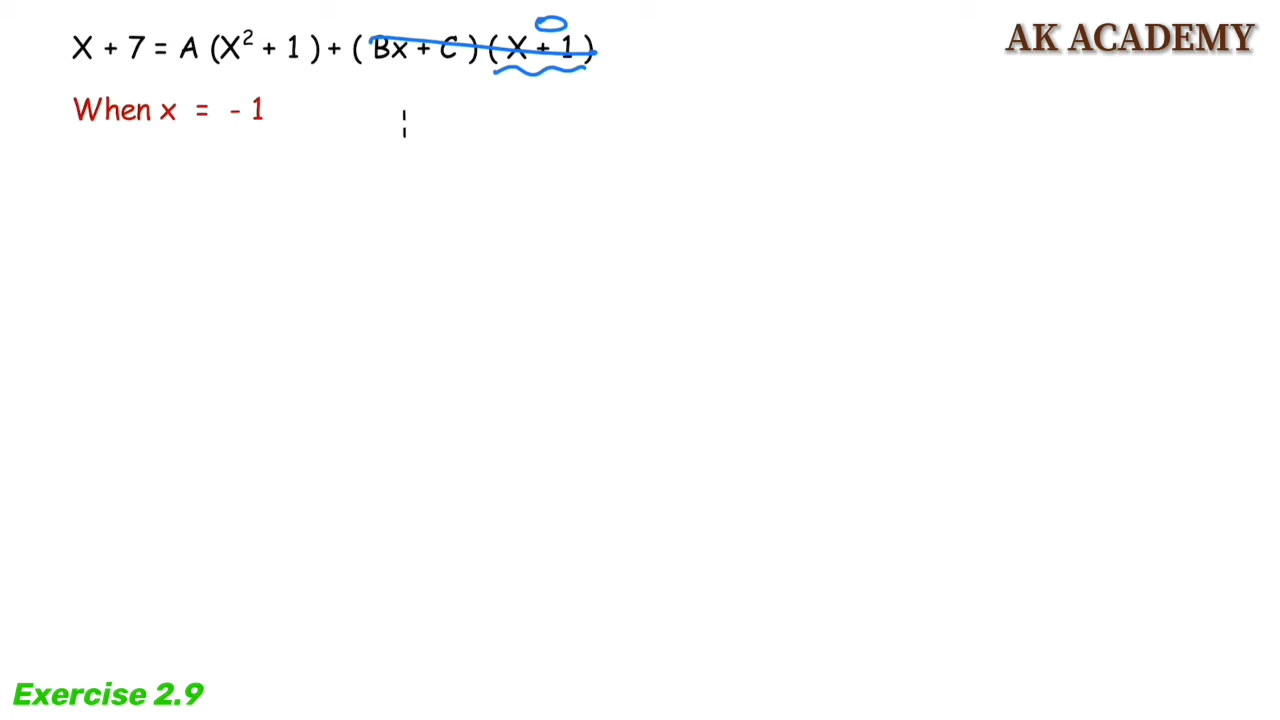 X + 7 = A (X² + 1 ) + ( Bx + C ) ( X + 1 )
AK ACADEMY
When x = - 1
Exercise 2.9